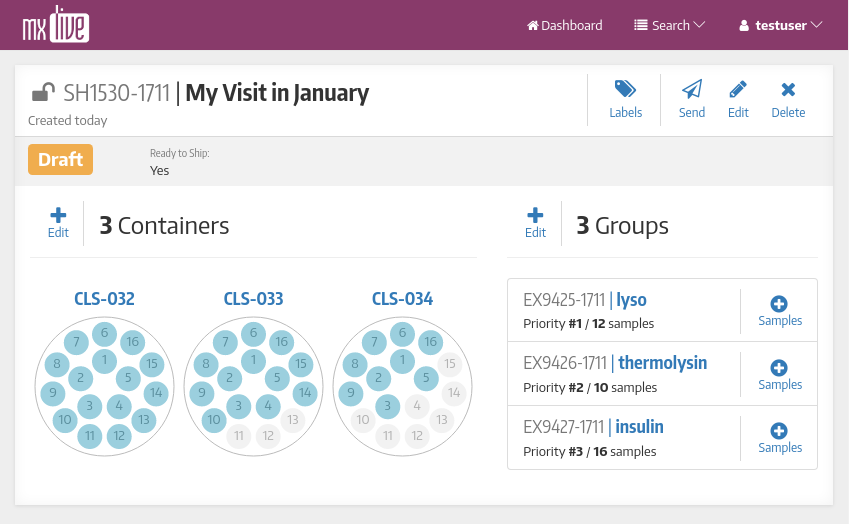 mx live
Dashboard
Search
testuser
SH1530-1711 | My Visit in January
Created today
Labels
Send
Edit
Delete
Draft
Ready to Ship:
Yes
Edit
3 Containers
CLS-032
6
7
16
1
8
15
2
5
9
14
3
4
10
13
11
12
CLS-033
6
7
16
1
8
15
2
5
9
14
3
4
10
13
11
12
CLS-034
6
7
16
1
8
15
2
5
9
14
3
4
10
13
11
12
Edit
3 Groups
EX9425-1711 | lyso
Priority #1 / 12 samples
Samples
EX9426-1711 | thermolysin
Priority #2 / 10 samples
Samples
EX9427-1711 | insulin
Priority #3 / 16 samples
Samples